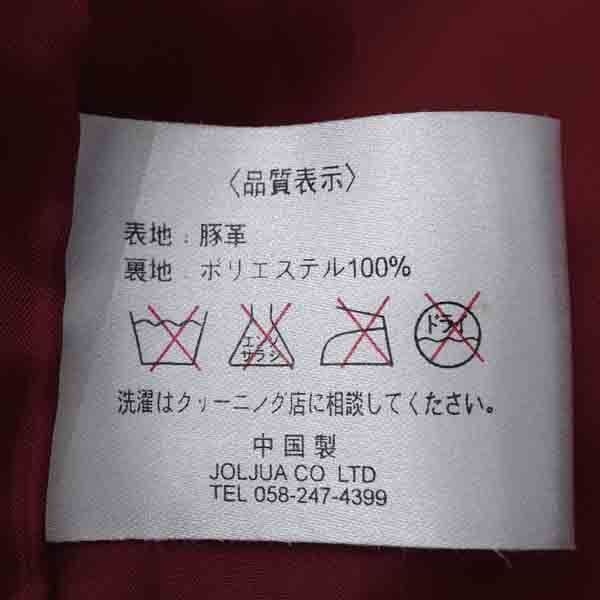 〈品質表示〉
表地：豚革
裏地：ポリエステル100%
エンソ
サラシ
ドライ
洗濯はクリーニング店に相談してください。
中国製
JOLJUA CO LTD
TEL 058-247-4399